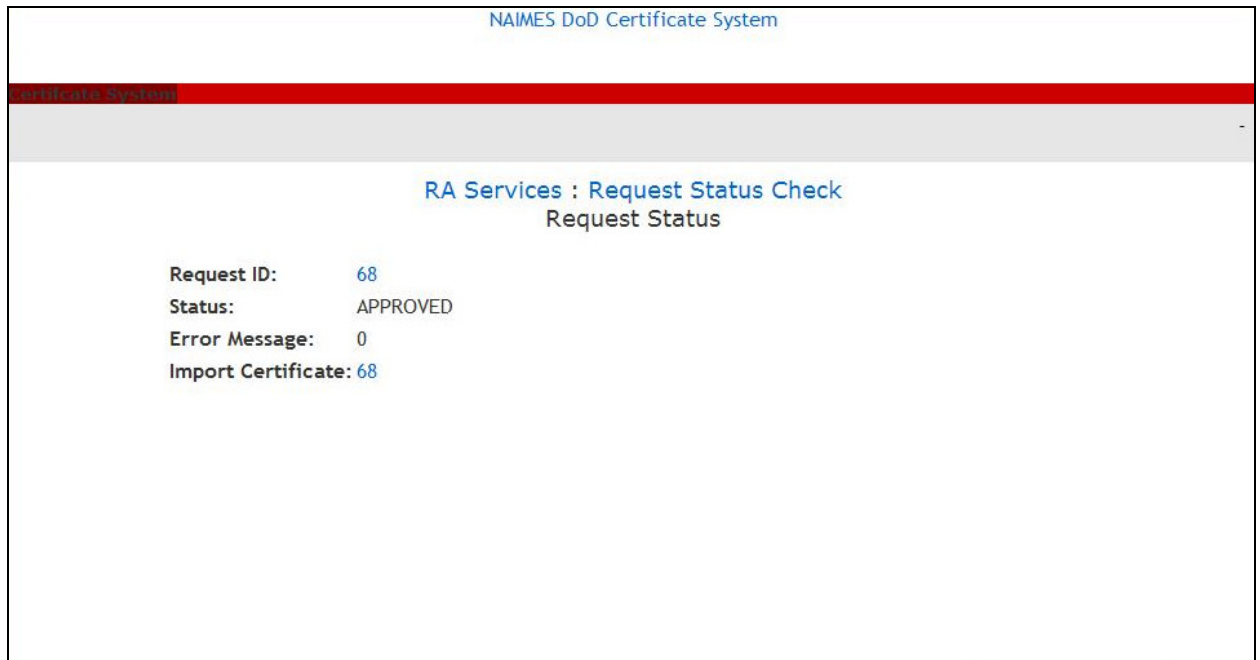 NAIMES DoD Certificate System
Certifcate System
-
RA Services : Request Status Check
Request Status
Request ID: 68
Status: APPROVED
Error Message: 0
Import Certificate: 68